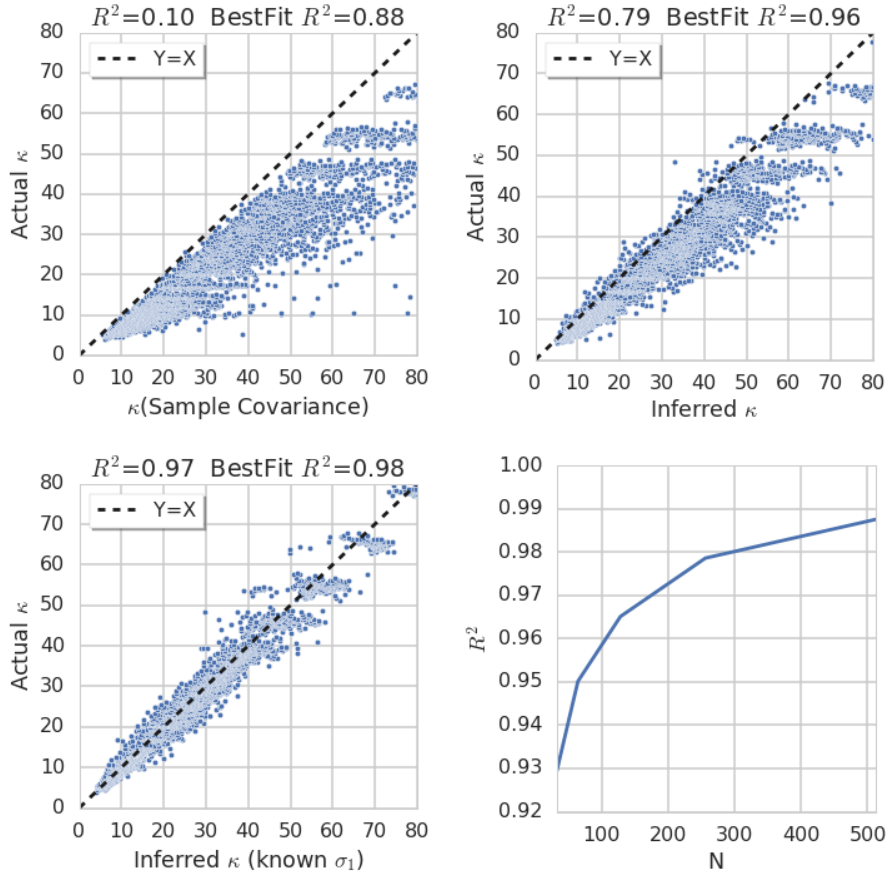 R²=0.10 BestFit R²=0.88
80
70
60
50
40
30
20
10
0
Actual κ
Y=X
0 10 20 30 40 50 60 70 80
κ(Sample Covariance)
R²=0.79 BestFit R²=0.96
80
70
60
50
40
30
20
10
0
Actual κ
Y=X
0 10 20 30 40 50 60 70 80
Inferred κ
R²=0.97 BestFit R²=0.98
80
70
60
50
40
30
20
10
0
Actual κ
Y=X
0 10 20 30 40 50 60 70 80
Inferred κ (known σ₁)
1.00
0.99
0.98
0.97
0.96
0.95
0.94
0.93
0.92
R²
100 200 300 400 500
N